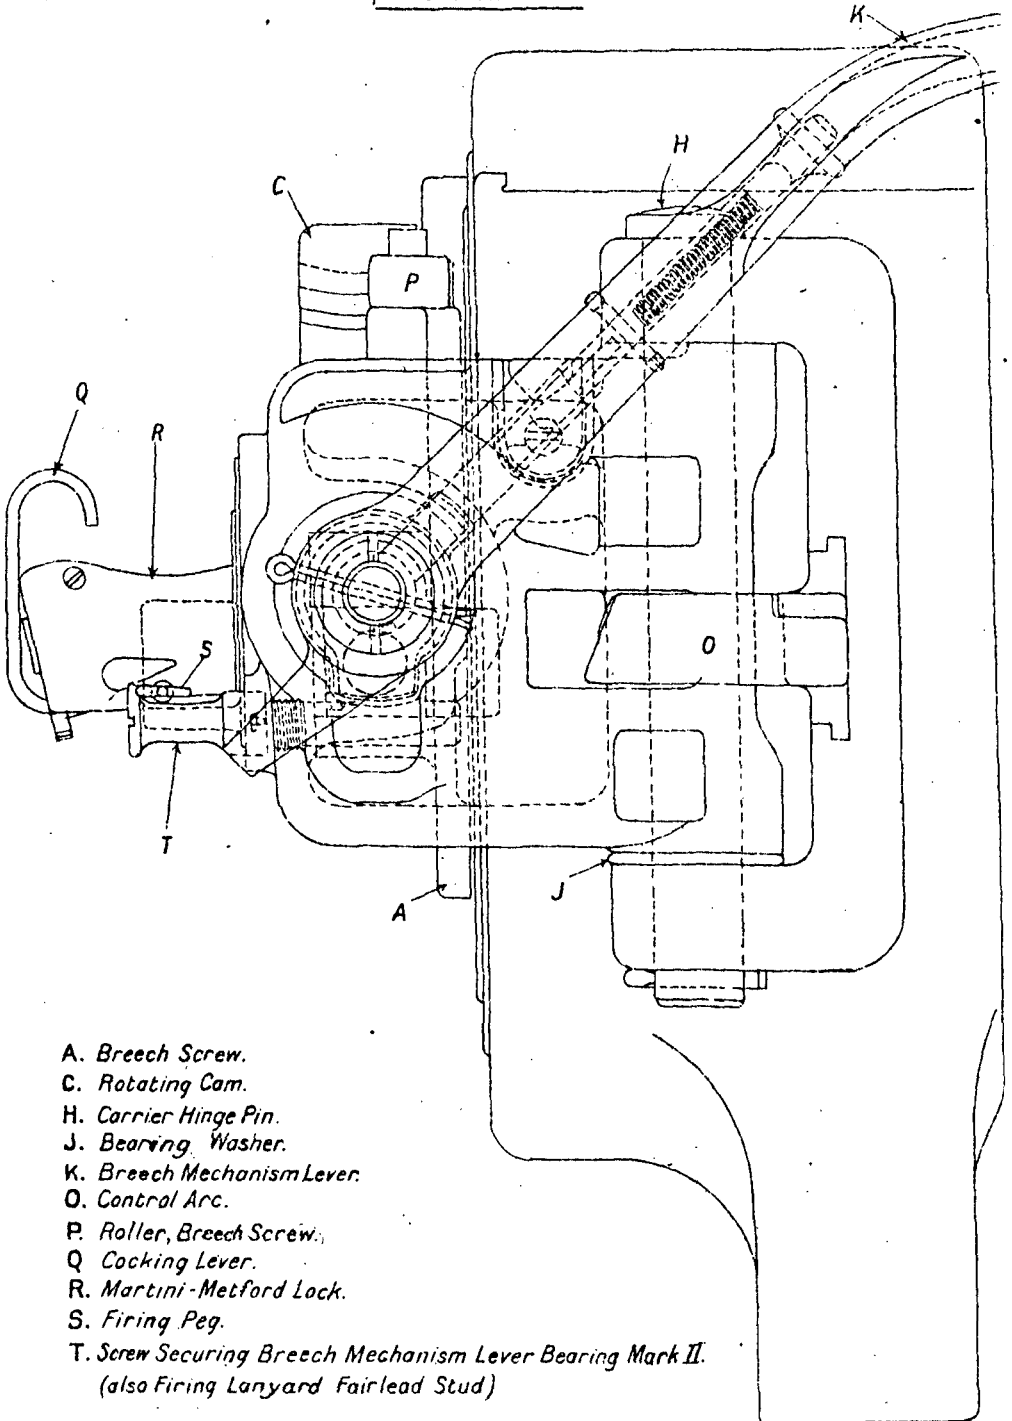 K
H
C
P
Q
R
O
S
T
J
A
A. Breech Screw.
C. Rotating Cam.
H. Carrier Hinge Pin.
J. Bearing Washer.
K. Breech Mechanism Lever.
O. Control Arc.
P. Roller, Breech Screw.
Q Cocking Lever.
R. Martini-Metford Lock.
S. Firing Peg.
T. Screw Securing Breech Mechanism Lever Bearing Mark II.
(also Firing Lanyard Fairlead Stud)